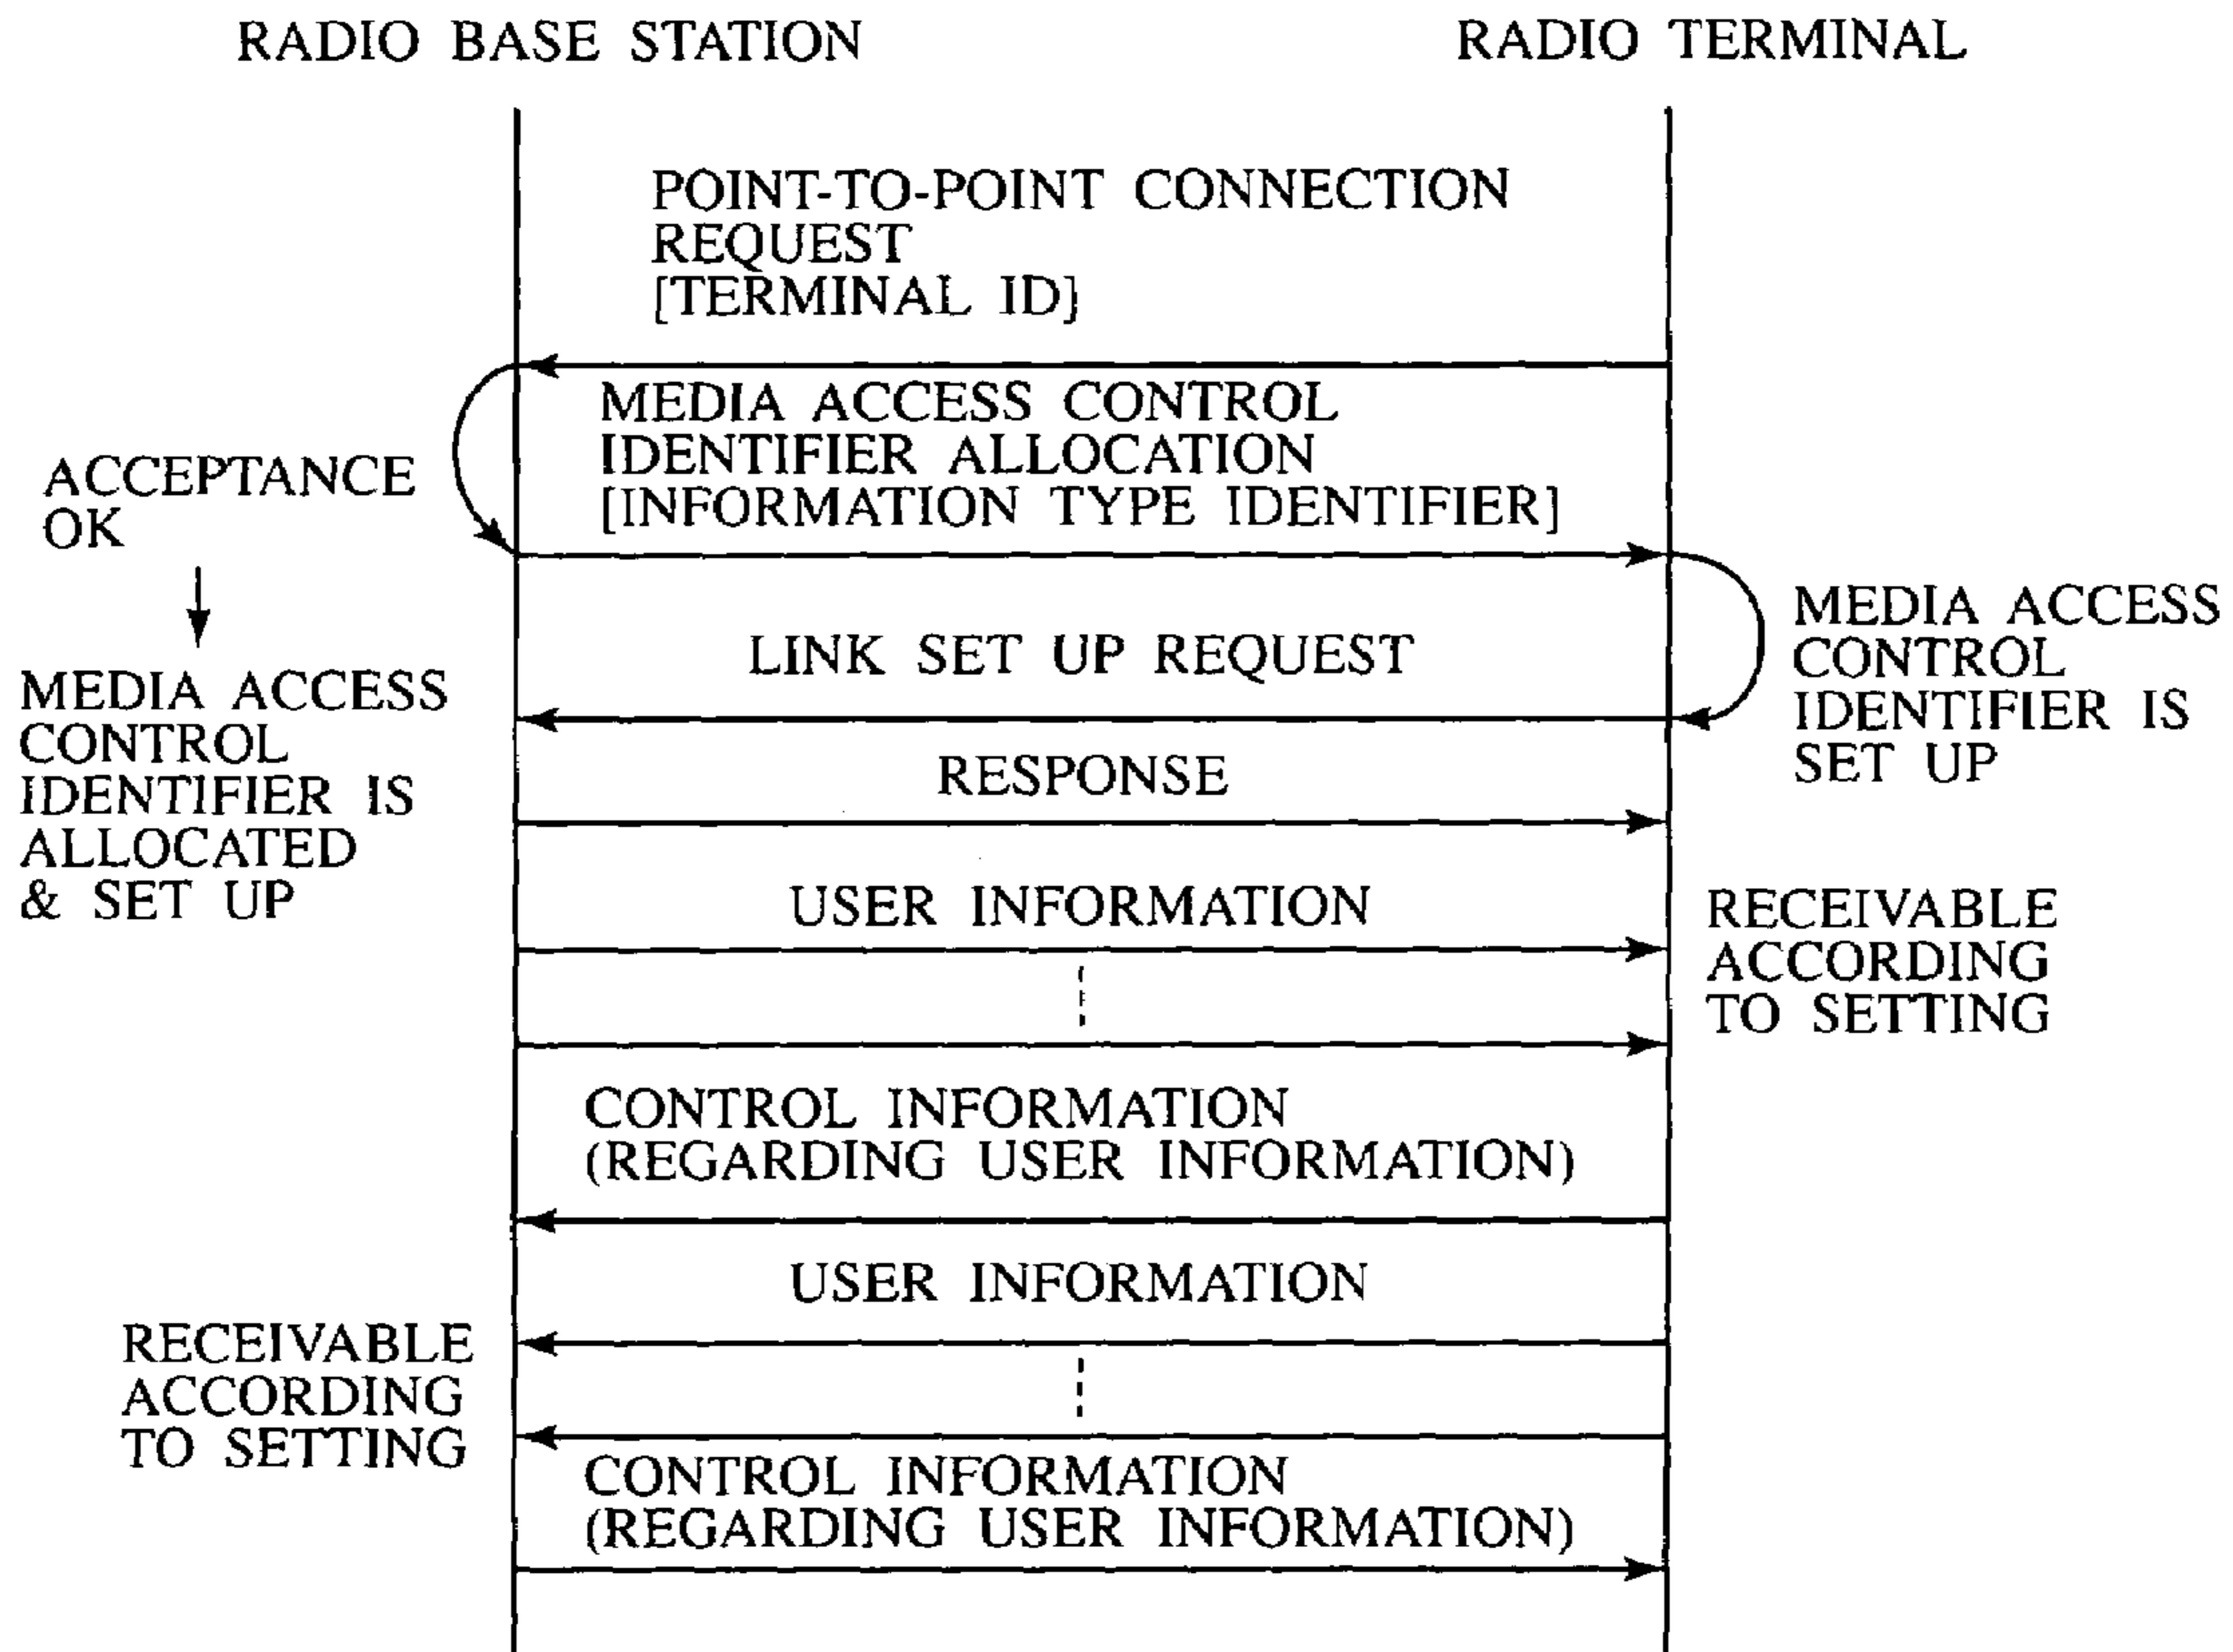 RADIO BASE STATION
RADIO TERMINAL
POINT-TO-POINT CONNECTION
REQUEST
[TERMINAL ID]
MEDIA ACCESS CONTROL
IDENTIFIER ALLOCATION
[INFORMATION TYPE IDENTIFIER]
ACCEPTANCE
OK
MEDIA ACCESS
CONTROL
IDENTIFIER IS
ALLOCATED
& SET UP
LINK SET UP REQUEST
MEDIA ACCESS
CONTROL
IDENTIFIER IS
SET UP
RESPONSE
USER INFORMATION
RECEIVABLE
ACCORDING
TO SETTING
CONTROL INFORMATION
(REGARDING USER INFORMATION)
USER INFORMATION
RECEIVABLE
ACCORDING
TO SETTING
CONTROL INFORMATION
(REGARDING USER INFORMATION)